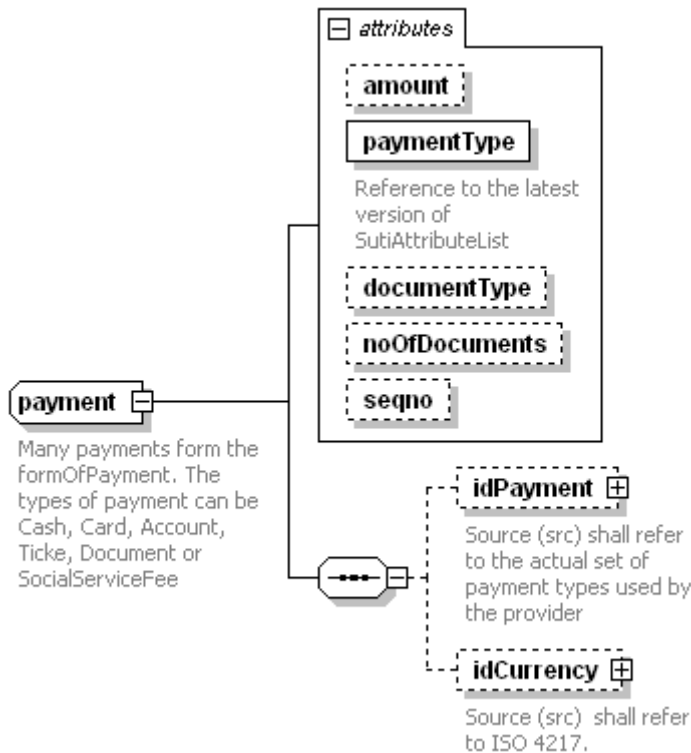 attributes
amount
paymentType
Reference to the latest
version of
SutiAttributeList
documentType
noOfDocuments
seqno
payment
Many payments form the
formOfPayment. The
types of payment can be
Cash, Card, Account,
Ticke, Document or
SocialServiceFee
idPayment
Source (src) shall refer
to the actual set of
payment types used by
the provider
idCurrency
Source (src)  shall refer
to ISO 4217.